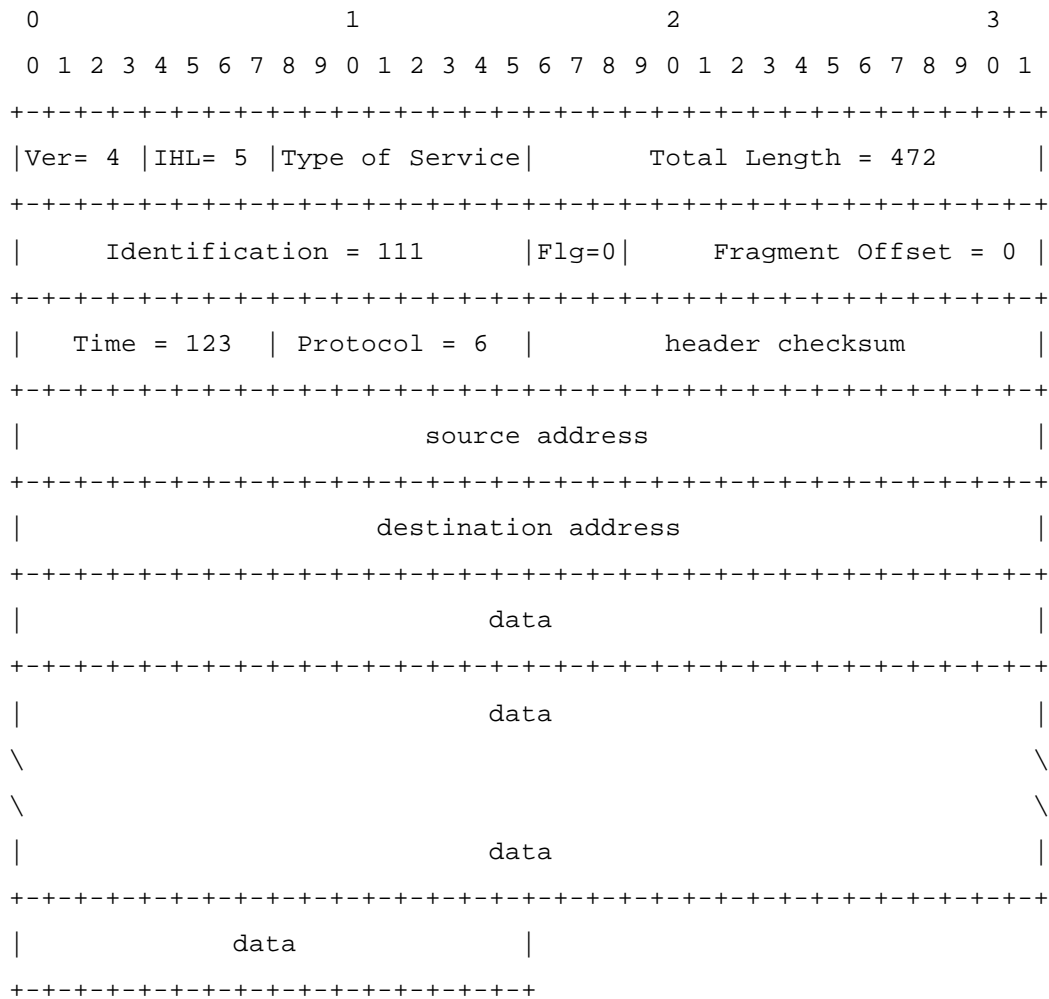 0                   1                   2                   3
 0 1 2 3 4 5 6 7 8 9 0 1 2 3 4 5 6 7 8 9 0 1 2 3 4 5 6 7 8 9 0 1
+-+-+-+-+-+-+-+-+-+-+-+-+-+-+-+-+-+-+-+-+-+-+-+-+-+-+-+-+-+-+-+-+
|Ver= 4 |IHL= 5 |Type of Service|       Total Length = 472      |
+-+-+-+-+-+-+-+-+-+-+-+-+-+-+-+-+-+-+-+-+-+-+-+-+-+-+-+-+-+-+-+-+
|     Identification = 111      |Flg=0|     Fragment Offset = 0 |
+-+-+-+-+-+-+-+-+-+-+-+-+-+-+-+-+-+-+-+-+-+-+-+-+-+-+-+-+-+-+-+-+
|   Time = 123  | Protocol = 6  |        header checksum        |
+-+-+-+-+-+-+-+-+-+-+-+-+-+-+-+-+-+-+-+-+-+-+-+-+-+-+-+-+-+-+-+-+
|                         source address                        |
+-+-+-+-+-+-+-+-+-+-+-+-+-+-+-+-+-+-+-+-+-+-+-+-+-+-+-+-+-+-+-+-+
|                      destination address                      |
+-+-+-+-+-+-+-+-+-+-+-+-+-+-+-+-+-+-+-+-+-+-+-+-+-+-+-+-+-+-+-+-+
|                             data                              |
+-+-+-+-+-+-+-+-+-+-+-+-+-+-+-+-+-+-+-+-+-+-+-+-+-+-+-+-+-+-+-+-+
|                             data                              |
\                                                               \
\                                                               \
|                             data                              |
+-+-+-+-+-+-+-+-+-+-+-+-+-+-+-+-+-+-+-+-+-+-+-+-+-+-+-+-+-+-+-+-+
|             data              |
+-+-+-+-+-+-+-+-+-+-+-+-+-+-+-+-+